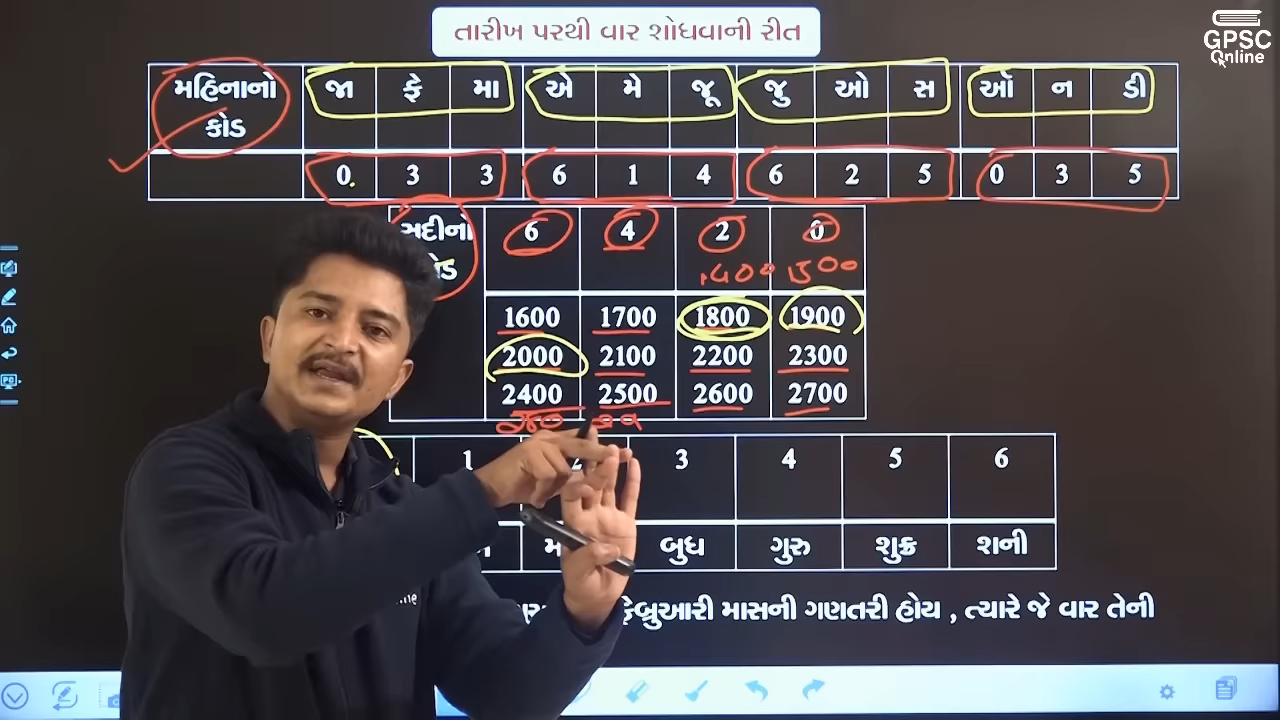 તારીખ પરથી વાર શોધવાની રીત
GPSC
Online
મહિનાનો કોડ જા ફે મા એ મે જૂ જુ ઓ સ ઑ ન ડી
0 3 3 6 1 4 6 2 5 0 3 5
સદીનો 6 4 2 0
1400 1500
1600 1700 1800 1900
2000 2100 2200 2300
2400 2500 2600 2700
1 2 3 4 5 6
બુધ ગુરુ શુક્ર શની
માસની ગણતરી હોય , ત્યારે જે વાર તેની